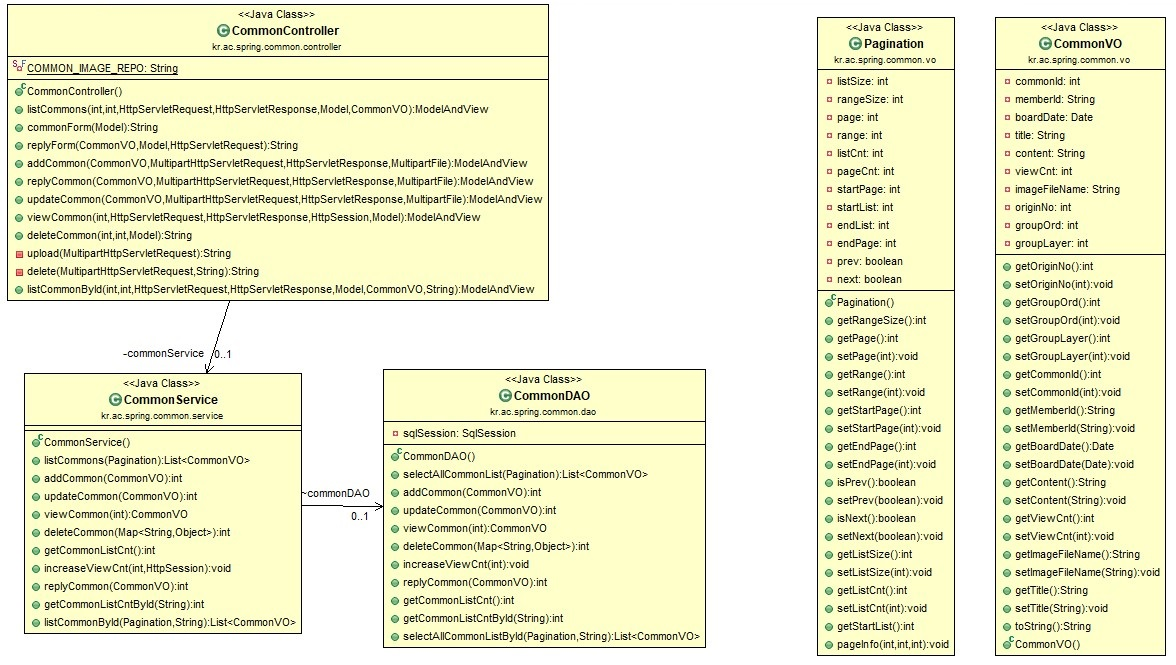 <<Java Class>>
CommonController
kr.ac.spring.common.controller
COMMON_IMAGE_REPO: String
CommonController()
listCommons(int,int,HttpServletRequest,HttpServletResponse,Model,CommonVO):ModelAndView
commonForm(Model):String
replyForm(CommonVO,Model,HttpServletRequest):String
addCommon(CommonVO,MultipartHttpServletRequest,HttpServletResponse,MultipartFile):ModelAndView
replyCommon(CommonVO,MultipartHttpServletRequest,HttpServletResponse,MultipartFile):ModelAndView
updateCommon(CommonVO,MultipartHttpServletRequest,HttpServletResponse,MultipartFile):ModelAndView
viewCommon(int,HttpServletRequest,HttpServletResponse,HttpSession,Model):ModelAndView
deleteCommon(int,int,Model):String
upload(MultipartHttpServletRequest):String
delete(MultipartHttpServletRequest,String):String
listCommonById(int,int,HttpServletRequest,HttpServletResponse,Model,CommonVO,String):ModelAndView
-commonService
0..1
<<Java Class>>
CommonService
kr.ac.spring.common.service
CommonService()
listCommons(Pagination):List<CommonVO>
addCommon(CommonVO):int
updateCommon(CommonVO):int
viewCommon(int):CommonVO
deleteCommon(Map<String,Object>):int
getCommonListCnt():int
increaseViewCnt(int,HttpSession):void
replyCommon(CommonVO):int
getCommonListCntById(String):int
listCommonById(Pagination,String):List<CommonVO>
~commonDAO
0..1
<<Java Class>>
CommonDAO
kr.ac.spring.common.dao
sqlSession: SqlSession
CommonDAO()
selectAllCommonList(Pagination):List<CommonVO>
addCommon(CommonVO):int
updateCommon(CommonVO):int
viewCommon(int):CommonVO
deleteCommon(Map<String,Object>):int
increaseViewCnt(int):void
replyCommon(CommonVO):int
getCommonListCnt():int
getCommonListCntById(String):int
selectAllCommonListById(Pagination,String):List<CommonVO>
<<Java Class>>
Pagination
kr.ac.spring.common.vo
listSize: int
rangeSize: int
page: int
range: int
listCnt: int
pageCnt: int
startPage: int
startList: int
endList: int
endPage: int
prev: boolean
next: boolean
Pagination()
getRangeSize():int
getPage():int
setPage(int):void
getRange():int
setRange(int):void
getStartPage():int
setStartPage(int):void
getEndPage():int
setEndPage(int):void
isPrev():boolean
setPrev(boolean):void
isNext():boolean
setNext(boolean):void
getListSize():int
setListSize(int):void
getListCnt():int
setListCnt(int):void
getStartList():int
pageInfo(int,int,int):void
<<Java Class>>
CommonVO
kr.ac.spring.common.vo
commonId: int
memberId: String
boardDate: Date
title: String
content: String
viewCnt: int
imageFileName: String
originNo: int
groupOrd: int
groupLayer: int
getOriginNo():int
setOriginNo(int):void
getGroupOrd():int
setGroupOrd(int):void
getGroupLayer():int
setGroupLayer(int):void
getCommonId():int
setCommonId(int):void
getMemberId():String
setMemberId(String):void
getBoardDate():Date
setBoardDate(Date):void
getContent():String
setContent(String):void
getViewCnt():int
setViewCnt(int):void
getImageFileName():String
setImageFileName(String):void
getTitle():String
setTitle(String):void
toString():String
CommonVO()